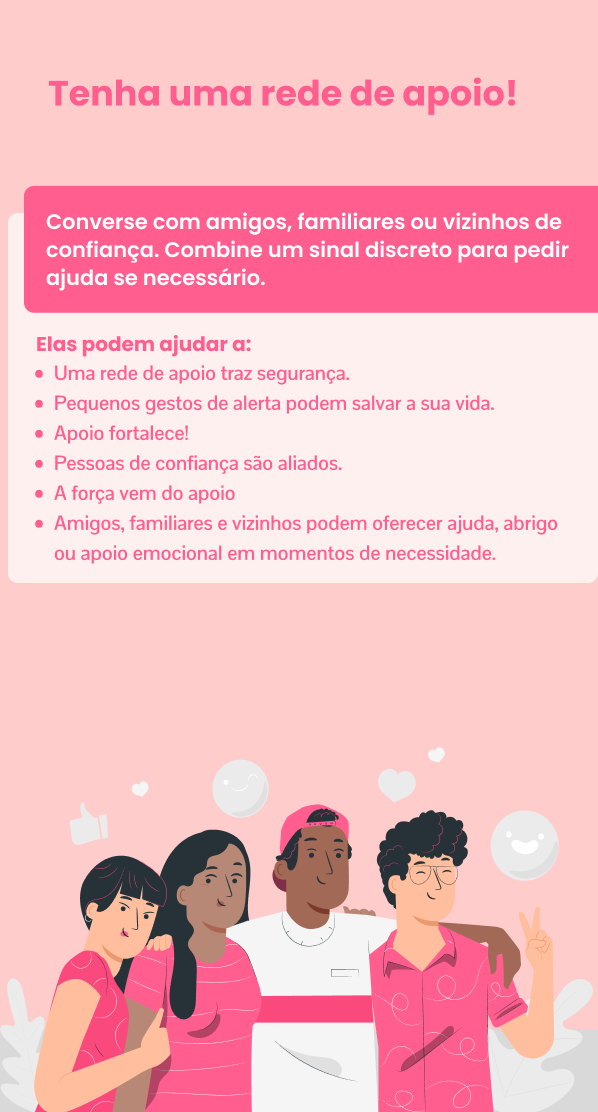 Tenha uma rede de apoio!
Converse com amigos, familiares ou vizinhos de
confiança. Combine um sinal discreto para pedir
ajuda se necessário.
Elas podem ajudar a:
• Uma rede de apoio traz segurança.
• Pequenos gestos de alerta podem salvar a sua vida.
• Apoio fortalece!
• Pessoas de confiança são aliados.
• A força vem do apoio
• Amigos, familiares e vizinhos podem oferecer ajuda, abrigo
ou apoio emocional em momentos de necessidade.